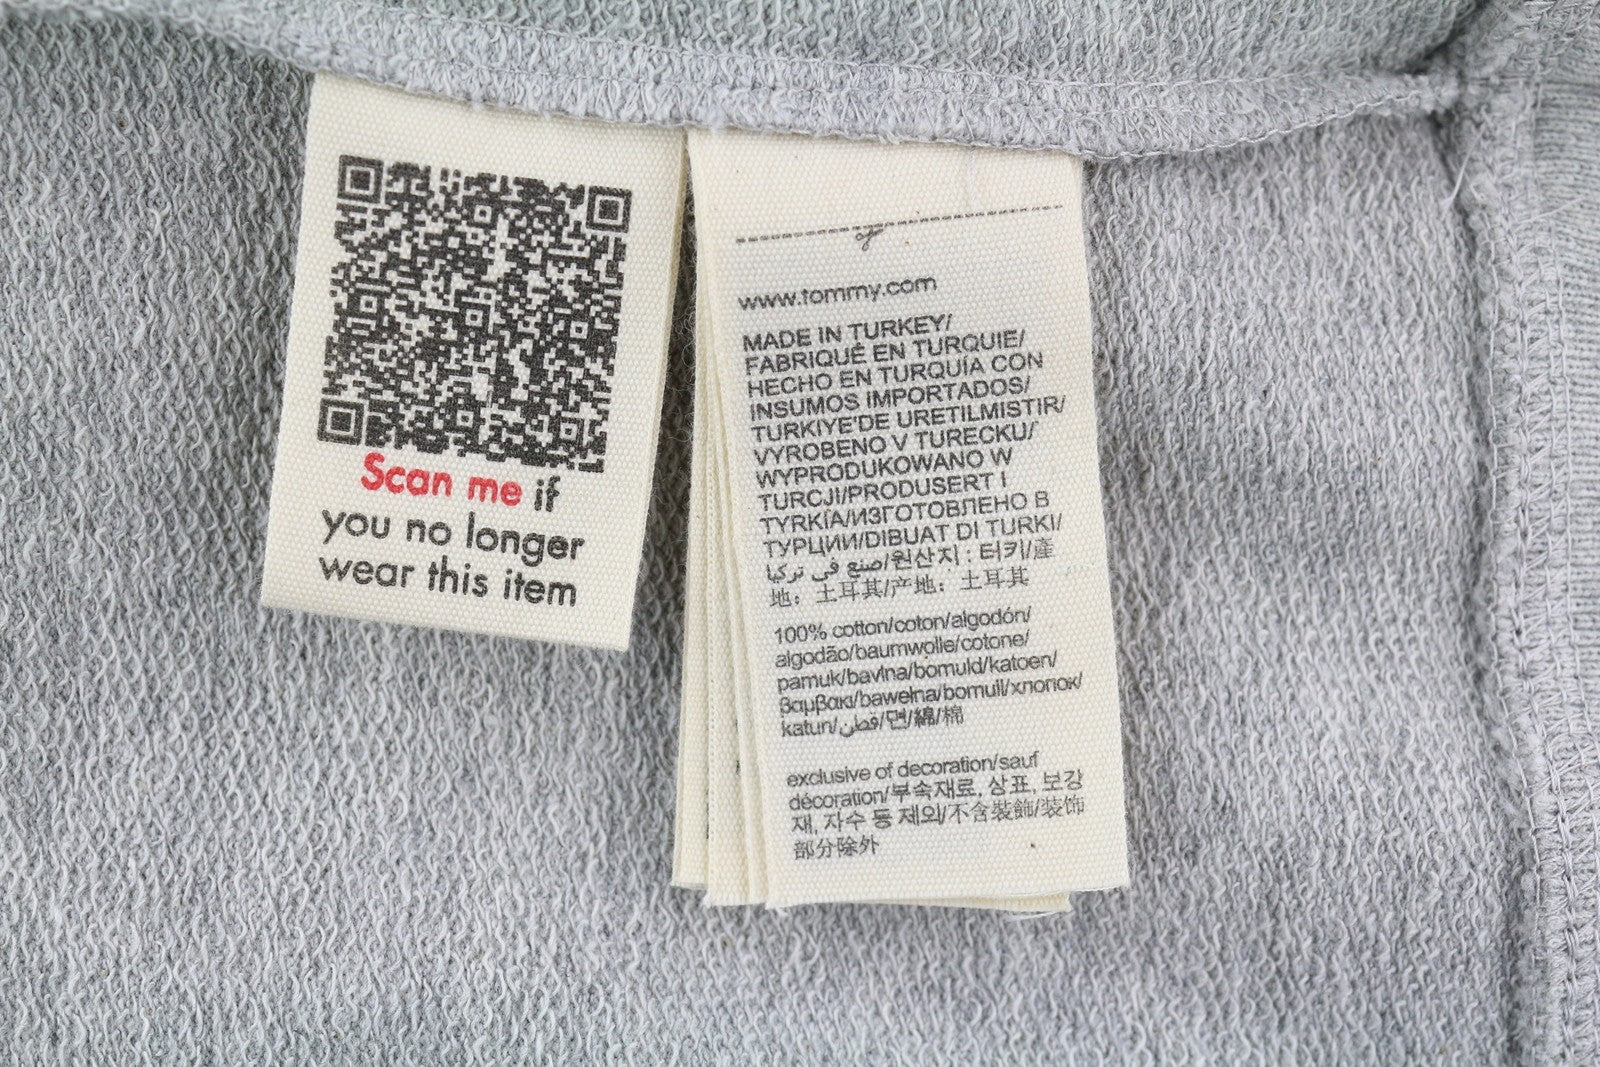 Scan me if
you no longer
wear this item
www.tommy.com
MADE IN TURKEY/
FABRIQUÉ EN TURQUIE/
HECHO EN TURQUÍA CON
INSUMOS IMPORTADOS/
TURKIYE'DE URETILMISTIR/
VYROBENO V TURECKU/
WYPRODUKOWANO W
TURCJI/PRODUSERT I
TYRKÍA/ИЗГОТОВЛЕНО В
ТУРЦИИ/DIBUAT DI TURKI/
صنع في تركيا/원산지 : 터키/產
地：土耳其/产地：土耳其
100% cotton/coton/algodón/
algodão/baumwolle/cotone/
pamuk/bavlna/bomuld/katoen/
βαμβακι/bawełna/bomull/хлопок/
katun/قطن/면/綿/棉
exclusive of decoration/sauf
décoration/부속재료, 상표, 보강
재, 자수 등 제외/不含裝飾/装饰
部分除外